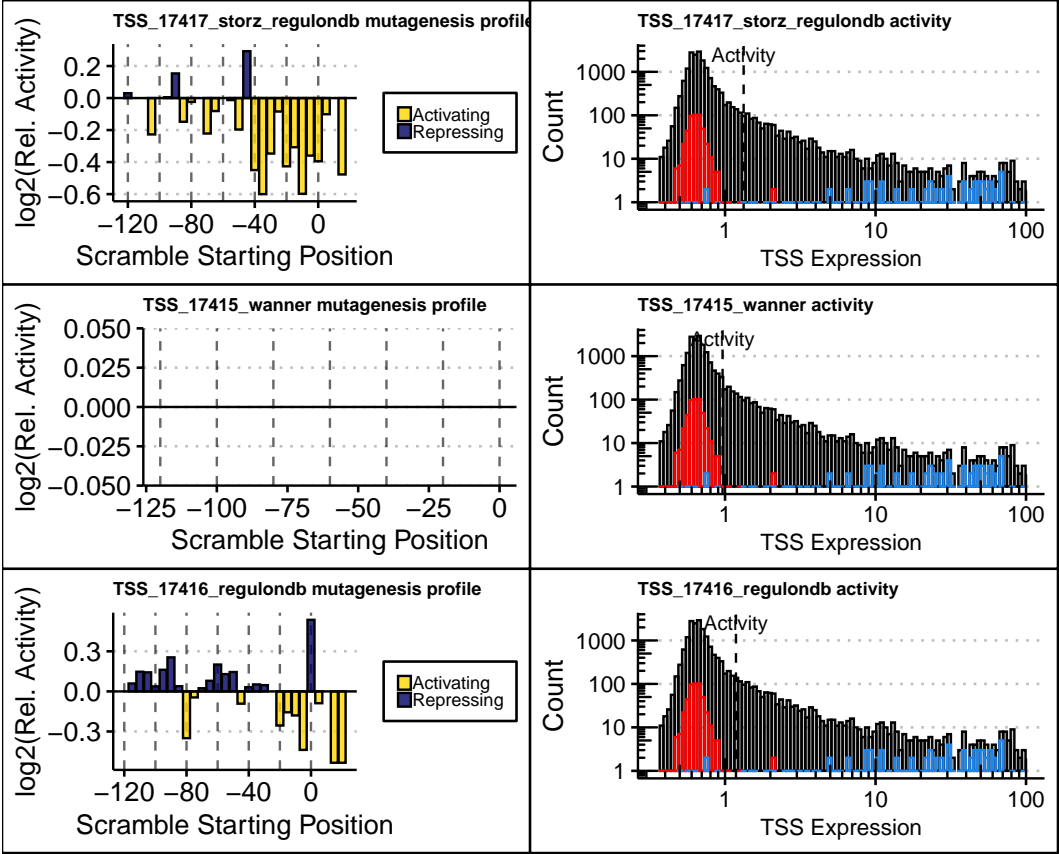 TSS_17417_storz_regulondb mutagenesis profile
log2(Rel. Activity)
0.2
0.0
−0.2
−0.4
−0.6
−120 −80 −40 0
Scramble Starting Position
Activating
Repressing
TSS_17417_storz_regulondb activity
Activity
Count
1000
100
10
1
1 10 100
TSS Expression
TSS_17415_wanner mutagenesis profile
log2(Rel. Activity)
0.050
0.025
0.000
−0.025
−0.050
−125 −100 −75 −50 −25 0
Scramble Starting Position
TSS_17415_wanner activity
Activity
Count
1000
100
10
1
1 10 100
TSS Expression
TSS_17416_regulondb mutagenesis profile
log2(Rel. Activity)
0.3
0.0
−0.3
−120 −80 −40 0
Scramble Starting Position
Activating
Repressing
TSS_17416_regulondb activity
Activity
Count
1000
100
10
1
1 10 100
TSS Expression